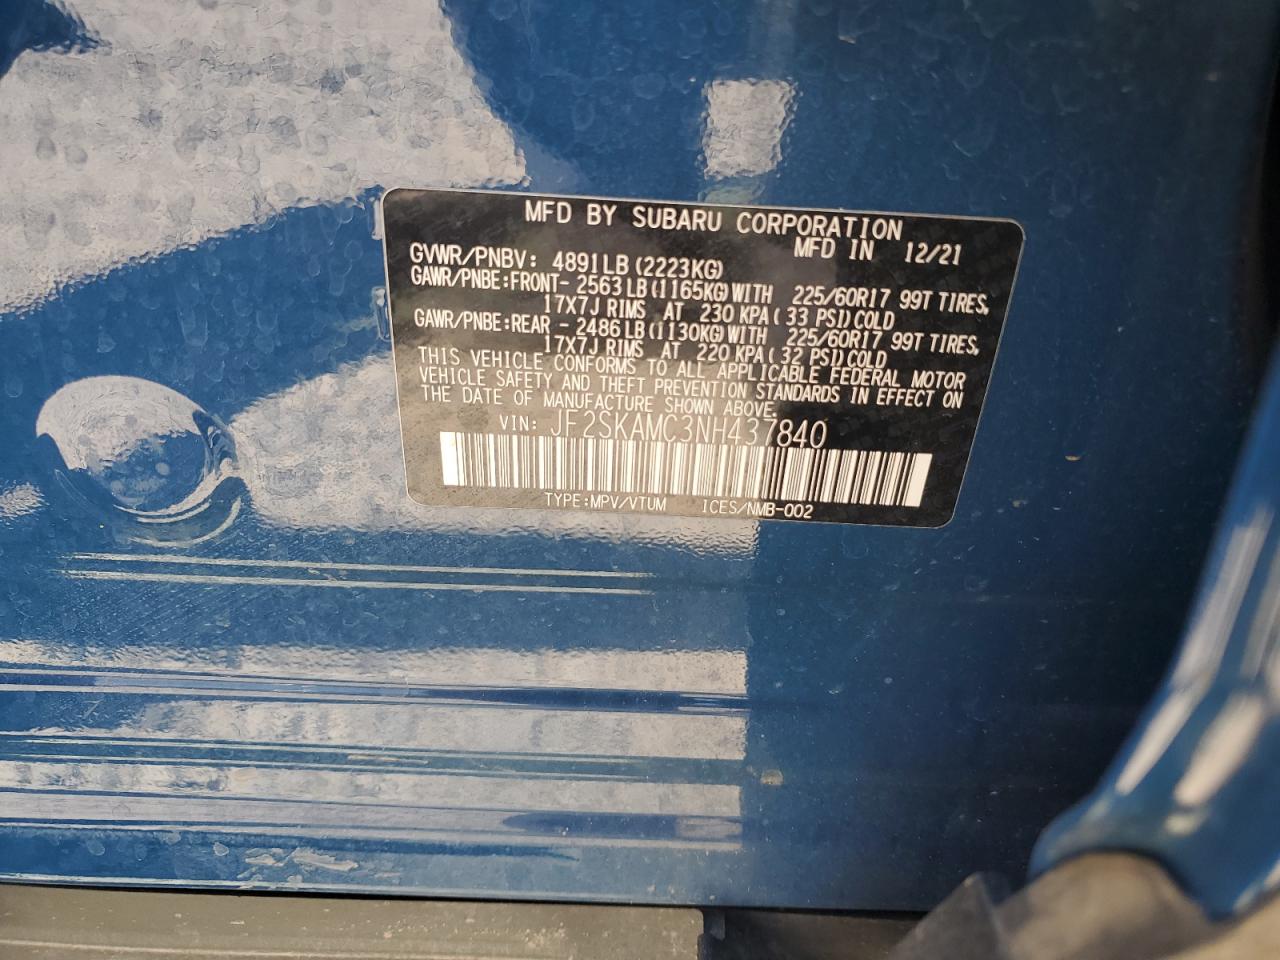 MFD BY SUBARU CORPORATION
MFD IN 12/21
GVWR/PNBV: 4891LB(2223KG)
GAWR/PNBE:FRONT- 2563LB(1165KG)WITH 225/60R17 99T TIRES,
17X7J RIMS AT 230 KPA( 33 PSI)COLD
GAWR/PNBE:REAR - 2486LB(1130KG)WITH 225/60R17 99T TIRES,
17X7J RIMS AT 220 KPA( 32 PSI)COLD
THIS VEHICLE CONFORMS TO ALL APPLICABLE FEDERAL MOTOR
VEHICLE SAFETY AND THEFT PREVENTION STANDARDS IN EFFECT ON
THE DATE OF MANUFACTURE SHOWN ABOVE.
VIN: JF2SKAMC3NH437840
TYPE:MPV/VTUM ICES/NMB-002